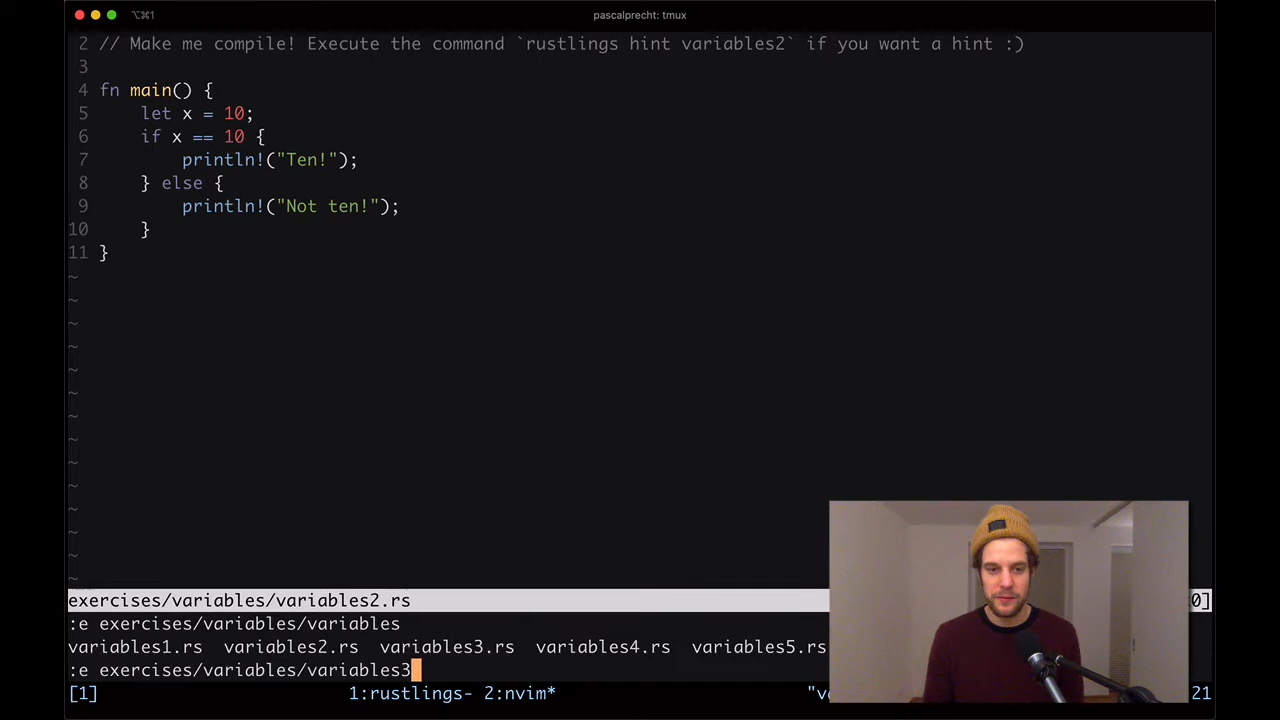 ⌥⌘1 pascalprecht: tmux
2 // Make me compile! Execute the command `rustlings hint variables2` if you want a hint :)
3
4 fn main() {
5     let x = 10;
6     if x == 10 {
7         println!("Ten!");
8     } else {
9         println!("Not ten!");
10     }
11 }
~
~
~
~
~
~
~
~
~
~
~
~
~
~
exercises/variables/variables2.rs 0]
:e exercises/variables/variables
variables1.rs  variables2.rs  variables3.rs  variables4.rs  variables5.rs
:e exercises/variables/variables3
[1] 1:rustlings- 2:nvim* 21